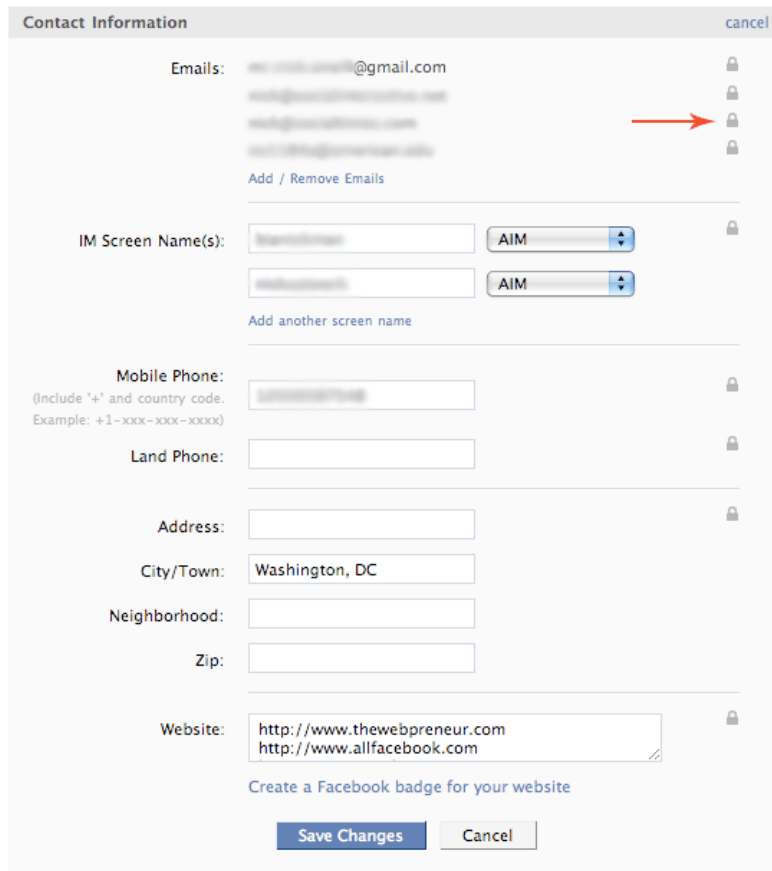 Contact Information cancel
Emails: @gmail.com
Add / Remove Emails
IM Screen Name(s): AIM
AIM
Add another screen name
Mobile Phone:
(Include "+" and country code.
Example: +1-xxx-xxx-xxxx)
Land Phone:
Address:
City/Town: Washington, DC
Neighborhood:
Zip:
Website: http://www.thewebpreneur.com
http://www.allfacebook.com
Create a Facebook badge for your website
Save Changes Cancel